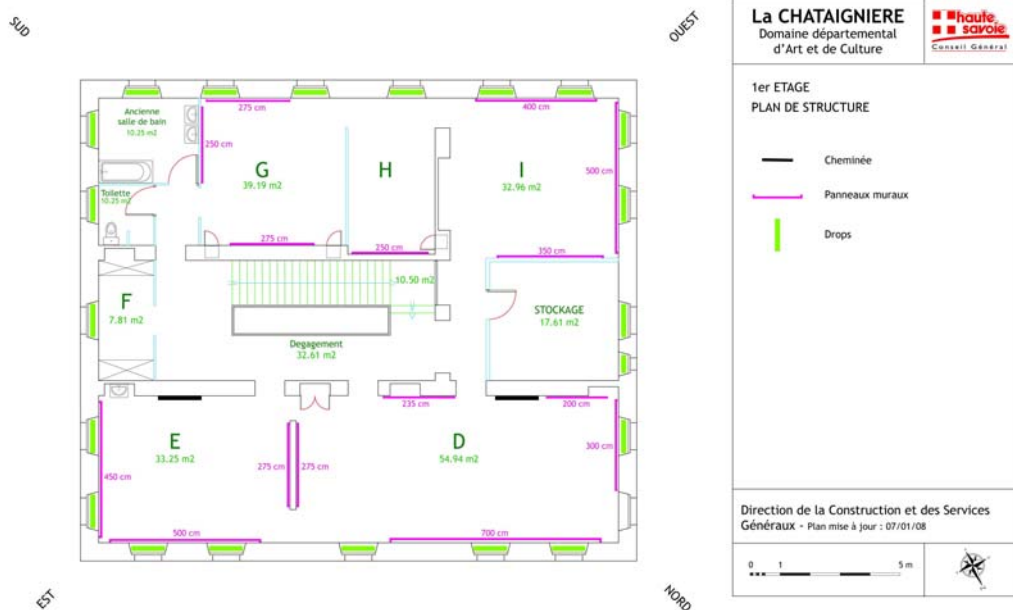 SUD
OUEST
La CHATAIGNIERE
Domaine départemental
d'Art et de Culture
haute
savoie
Conseil Général
1er ETAGE
PLAN DE STRUCTURE
Cheminée
Panneaux muraux
Drops
275 cm
400 cm
Ancienne
salle de bain
10.25 m2
250 cm
G
39.19 m2
H
I
32.96 m2
500 cm
Toilette
10.25 m2
275 cm
250 cm
350 cm
F
7.81 m2
10.50 m2
STOCKAGE
17.61 m2
Degagement
32.61 m2
235 cm
200 cm
E
33.25 m2
D
54.94 m2
300 cm
450 cm
275 cm
275 cm
500 cm
700 cm
Direction de la Construction et des Services
Généraux - Plan mise à jour : 07/01/08
0 1 5 m
EST
NORD